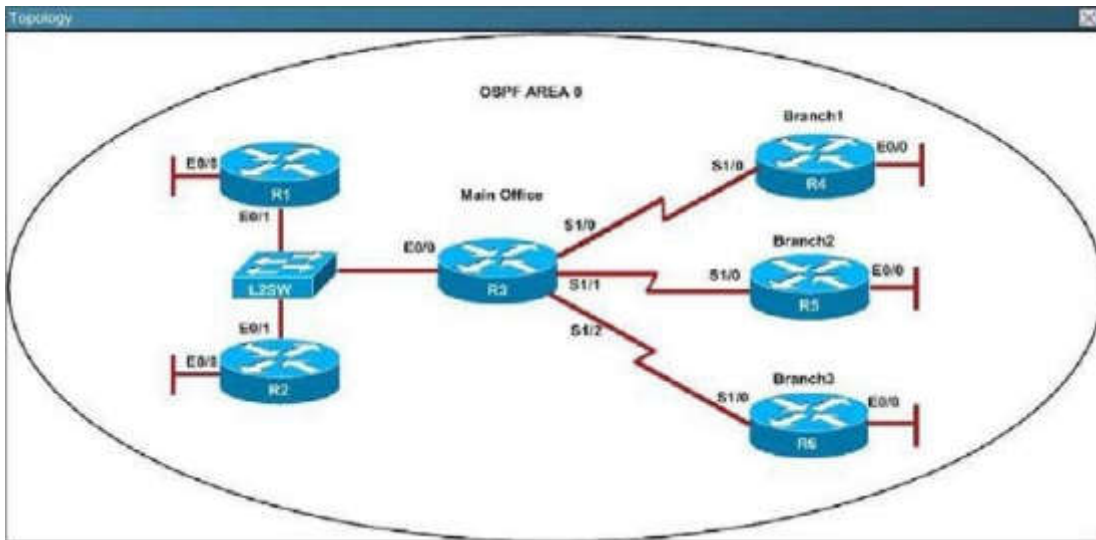 Topology
OSPF AREA 0
Branch1
E0/0
S1/0
R4
E0/0
R1
E0/1
Main Office
S1/0
E0/0
R3
S1/1
S1/2
L2SW
Branch2
S1/0
E0/0
R5
E0/1
E0/0
R2
Branch3
S1/0
E0/0
R6